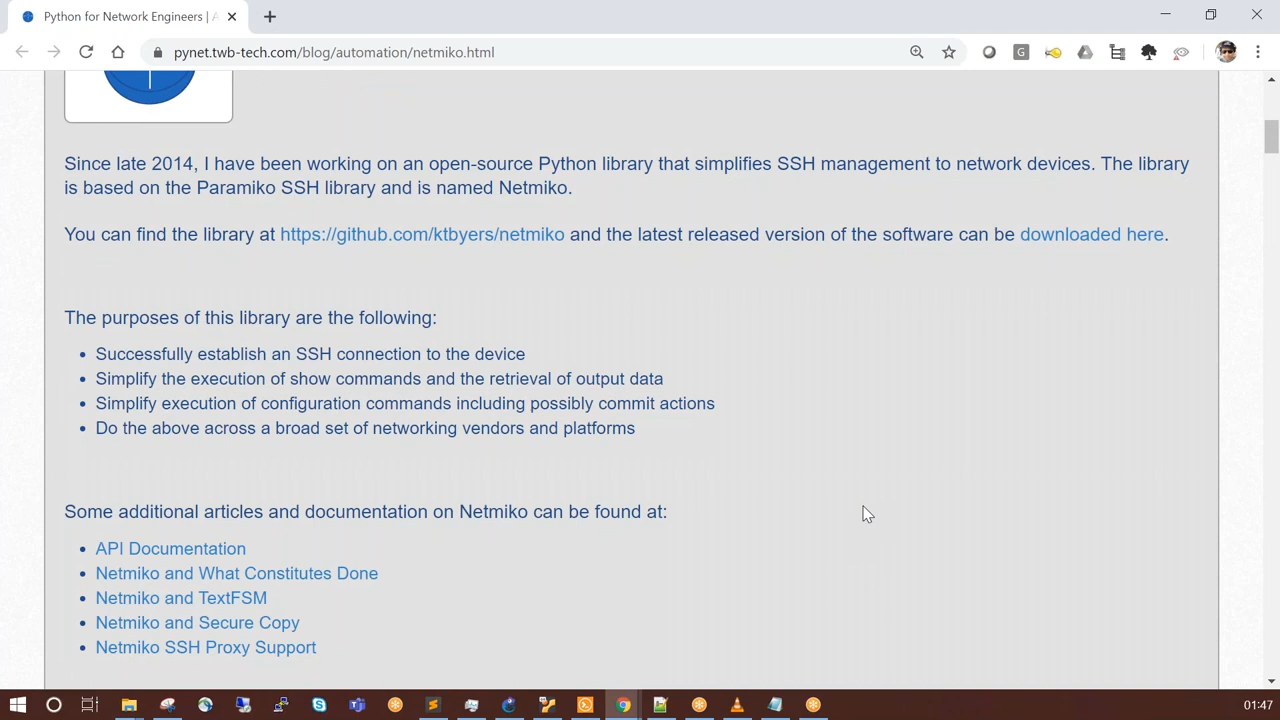 Python for Network Engineers | A
pynet.twb-tech.com/blog/automation/netmiko.html
G
Since late 2014, I have been working on an open-source Python library that simplifies SSH management to network devices. The library
is based on the Paramiko SSH library and is named Netmiko.
You can find the library at https://github.com/ktbyers/netmiko and the latest released version of the software can be downloaded here.
The purposes of this library are the following:
• Successfully establish an SSH connection to the device
• Simplify the execution of show commands and the retrieval of output data
• Simplify execution of configuration commands including possibly commit actions
• Do the above across a broad set of networking vendors and platforms
Some additional articles and documentation on Netmiko can be found at:
• API Documentation
• Netmiko and What Constitutes Done
• Netmiko and TextFSM
• Netmiko and Secure Copy
• Netmiko SSH Proxy Support
01:47